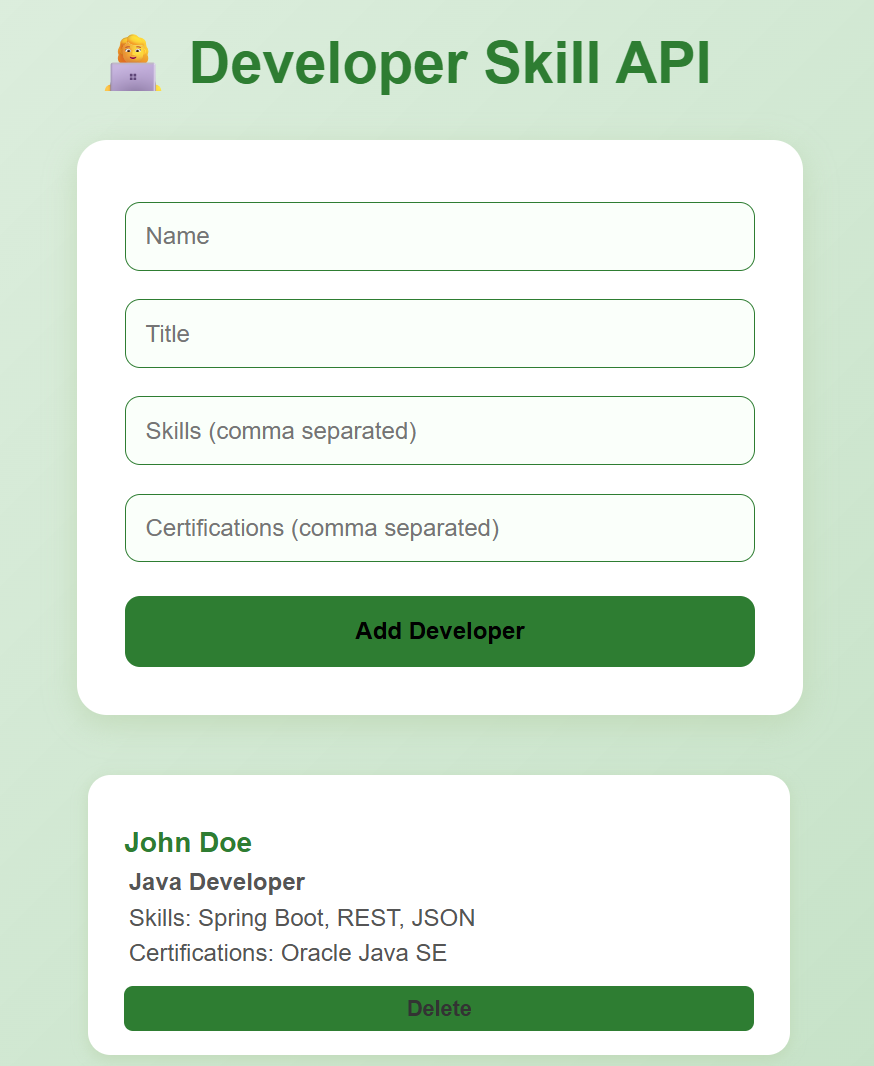 Developer Skill API
Name
Title
Skills (comma separated)
Certifications (comma separated)
Add Developer
John Doe
Java Developer
Skills: Spring Boot, REST, JSON
Certifications: Oracle Java SE
Delete